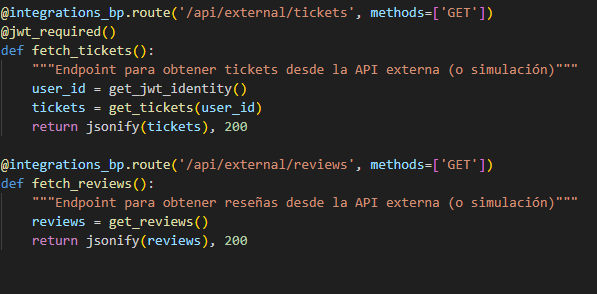 @integrations_bp.route('/api/external/tickets', methods=['GET'])
@jwt_required()
def fetch_tickets():
    """Endpoint para obtener tickets desde la API externa (o simulación)"""
    user_id = get_jwt_identity()
    tickets = get_tickets(user_id)
    return jsonify(tickets), 200

@integrations_bp.route('/api/external/reviews', methods=['GET'])
def fetch_reviews():
    """Endpoint para obtener reseñas desde la API externa (o simulación)"""
    reviews = get_reviews()
    return jsonify(reviews), 200